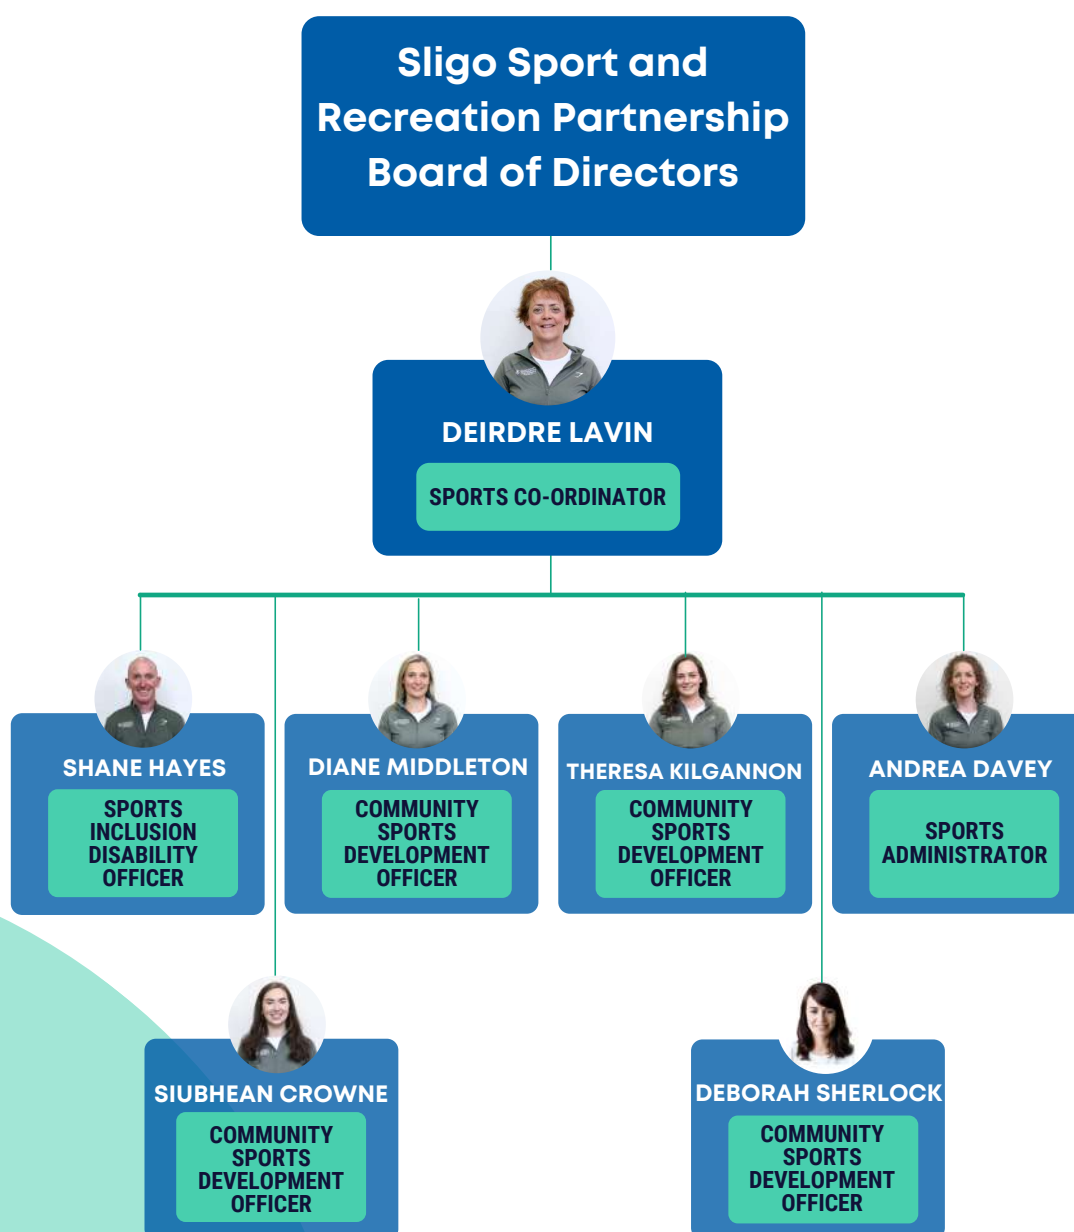 Sligo Sport and
Recreation Partnership
Board of Directors
DEIRDRE LAVIN
SPORTS CO-ORDINATOR
SHANE HAYES
SPORTS
INCLUSION
DISABILITY
OFFICER
DIANE MIDDLETON
COMMUNITY
SPORTS
DEVELOPMENT
OFFICER
THERESA KILGANNON
COMMUNITY
SPORTS
DEVELOPMENT
OFFICER
ANDREA DAVEY
SPORTS
ADMINISTRATOR
SIUBHEAN CROWNE
COMMUNITY
SPORTS
DEVELOPMENT
OFFICER
DEBORAH SHERLOCK
COMMUNITY
SPORTS
DEVELOPMENT
OFFICER